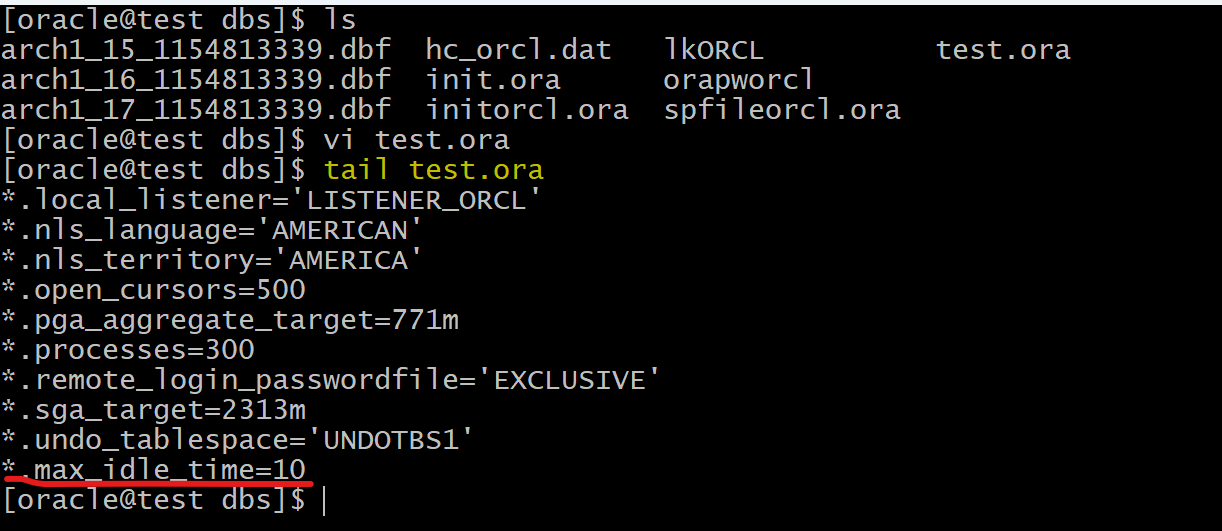 [oracle@test dbs]$ ls
arch1_15_1154813339.dbf  hc_orcl.dat   lkORCL          test.ora
arch1_16_1154813339.dbf  init.ora      orapworcl
arch1_17_1154813339.dbf  initorcl.ora  spfileorcl.ora
[oracle@test dbs]$ vi test.ora
[oracle@test dbs]$ tail test.ora
*.local_listener='LISTENER_ORCL'
*.nls_language='AMERICAN'
*.nls_territory='AMERICA'
*.open_cursors=500
*.pga_aggregate_target=771m
*.processes=300
*.remote_login_passwordfile='EXCLUSIVE'
*.sga_target=2313m
*.undo_tablespace='UNDOTBS1'
*.max_idle_time=10
[oracle@test dbs]$